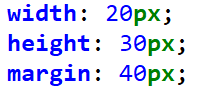 width: 20px;
height: 30px;
margin: 40px;